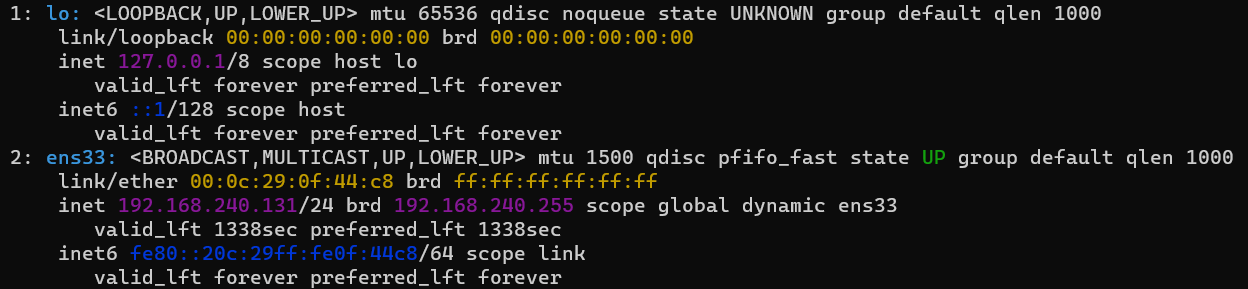 1: lo: <LOOPBACK,UP,LOWER_UP> mtu 65536 qdisc noqueue state UNKNOWN group default qlen 1000
    link/loopback 00:00:00:00:00:00 brd 00:00:00:00:00:00
    inet 127.0.0.1/8 scope host lo
       valid_lft forever preferred_lft forever
    inet6 ::1/128 scope host
       valid_lft forever preferred_lft forever
2: ens33: <BROADCAST,MULTICAST,UP,LOWER_UP> mtu 1500 qdisc pfifo_fast state UP group default qlen 1000
    link/ether 00:0c:29:0f:44:c8 brd ff:ff:ff:ff:ff:ff
    inet 192.168.240.131/24 brd 192.168.240.255 scope global dynamic ens33
       valid_lft 1338sec preferred_lft 1338sec
    inet6 fe80::20c:29ff:fe0f:44c8/64 scope link
       valid_lft forever preferred_lft forever